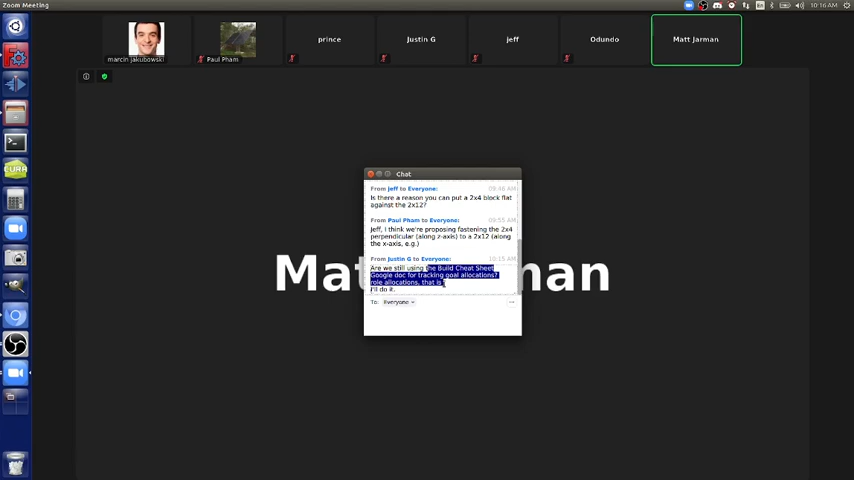 Zoom Meeting
10:16 AM
marcin jakubowski
Paul Pham
prince
Justin G
jeff
Odundo
Matt Jarman
Chat
From jeff to Everyone: 09:46 AM
Is there a reason you can put a 2x4 block flat
against the 2x12?
From Paul Pham to Everyone: 09:55 AM
Jeff, I think we're proposing fastening the 2x4
perpendicular (along z-axis) to a 2x12 (along
the x-axis, e.g.)
From Justin G to Everyone: 10:15 AM
Are we still using the Build Cheat Sheet
Google doc for tracking goal allocations?
role allocations, that is
I'll do it.
To: Everyone